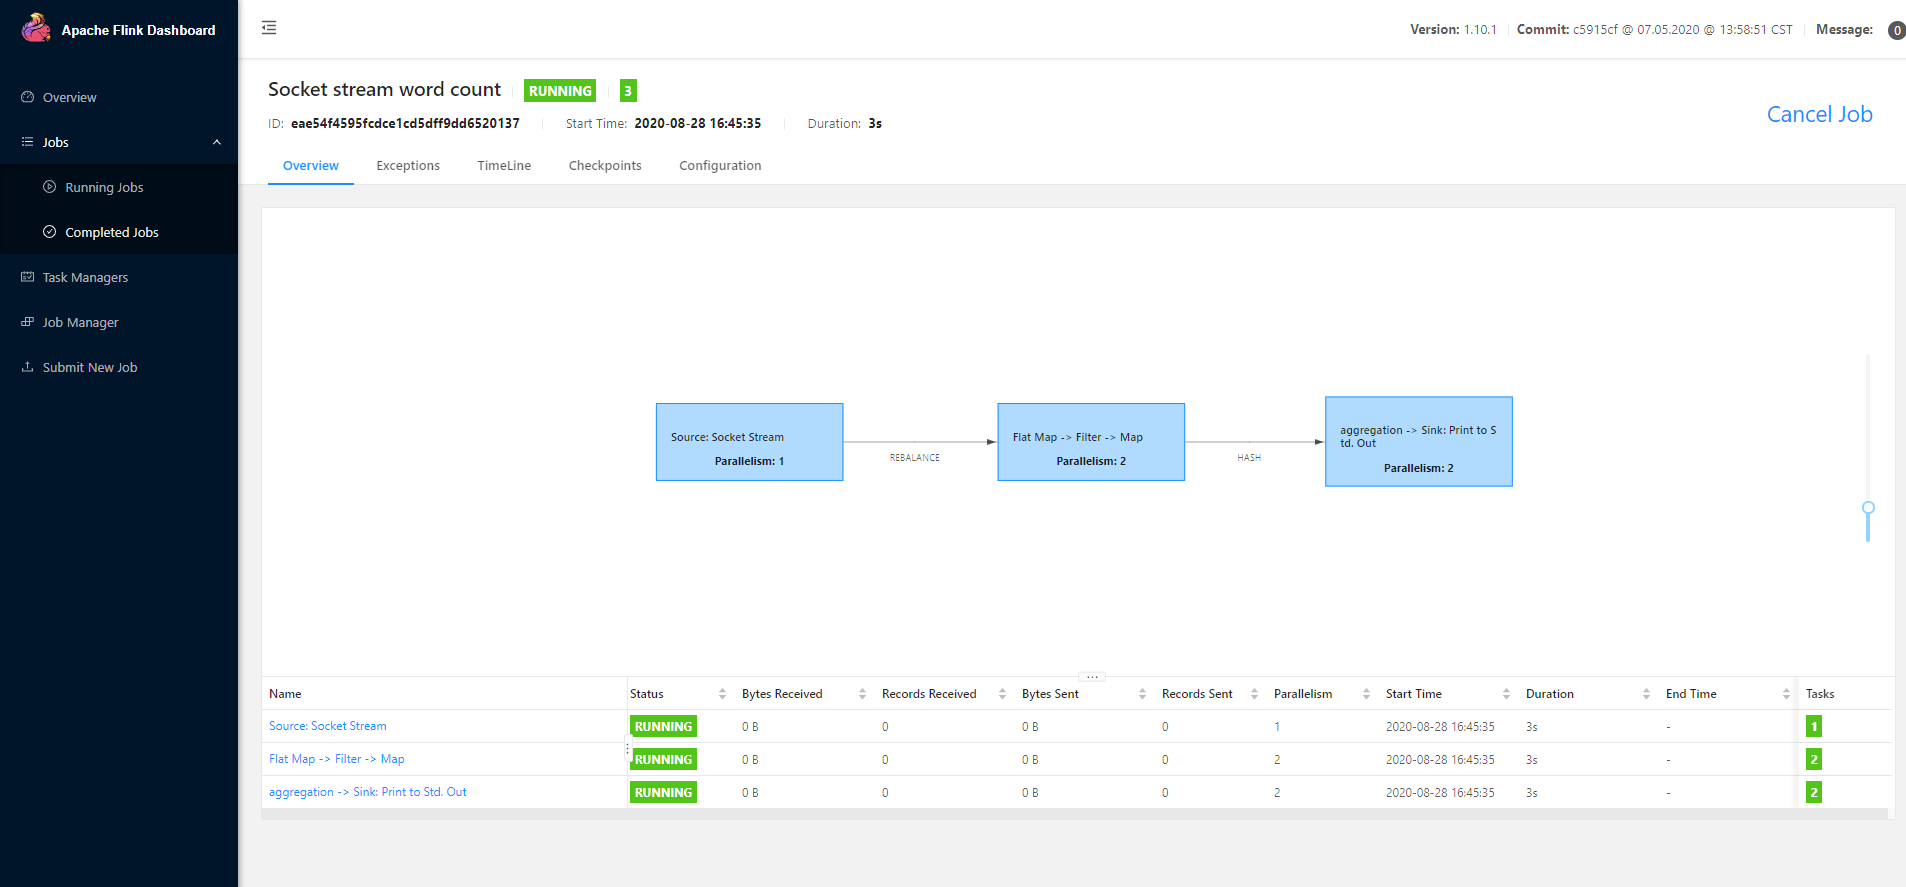 Apache Flink Dashboard
Version: 1.10.1 Commit: c5915cf @ 07.05.2020 @ 13:58:51 CST Message: 0
Overview
Jobs
Running Jobs
Completed Jobs
Task Managers
Job Manager
Submit New Job
Socket stream word count RUNNING 3
ID: eae54f4595fcdce1cd5dff9dd6520137 Start Time: 2020-08-28 16:45:35 Duration: 3s
Cancel Job
Overview Exceptions TimeLine Checkpoints Configuration
Source: Socket Stream
Parallelism: 1
REBALANCE
Flat Map -> Filter -> Map
Parallelism: 2
HASH
aggregation -> Sink: Print to S
td. Out
Parallelism: 2
Name Status Bytes Received Records Received Bytes Sent Records Sent Parallelism Start Time Duration End Time Tasks
Source: Socket Stream RUNNING 0 B 0 0 B 0 1 2020-08-28 16:45:35 3s - 1
Flat Map -> Filter -> Map RUNNING 0 B 0 0 B 0 2 2020-08-28 16:45:35 3s - 2
aggregation -> Sink: Print to Std. Out RUNNING 0 B 0 0 B 0 2 2020-08-28 16:45:35 3s - 2